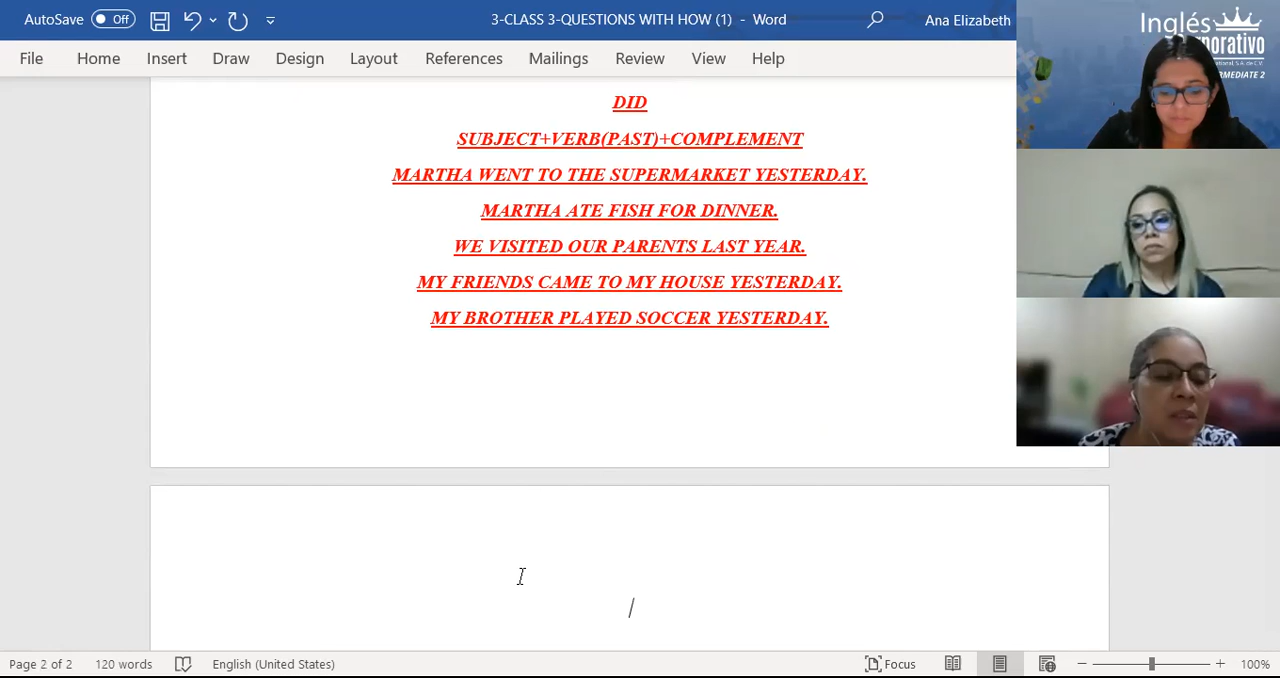 AutoSave Off 3-CLASS 3-QUESTIONS WITH HOW (1) - Word Ana Elizabeth
File Home Insert Draw Design Layout References Mailings Review View Help
Inglés
DID
SUBJECT+VERB(PAST)+COMPLEMENT
MARTHA WENT TO THE SUPERMARKET YESTERDAY.
MARTHA ATE FISH FOR DINNER.
WE VISITED OUR PARENTS LAST YEAR.
MY FRIENDS CAME TO MY HOUSE YESTERDAY.
MY BROTHER PLAYED SOCCER YESTERDAY.
Page 2 of 2 120 words English (United States) Focus 100%